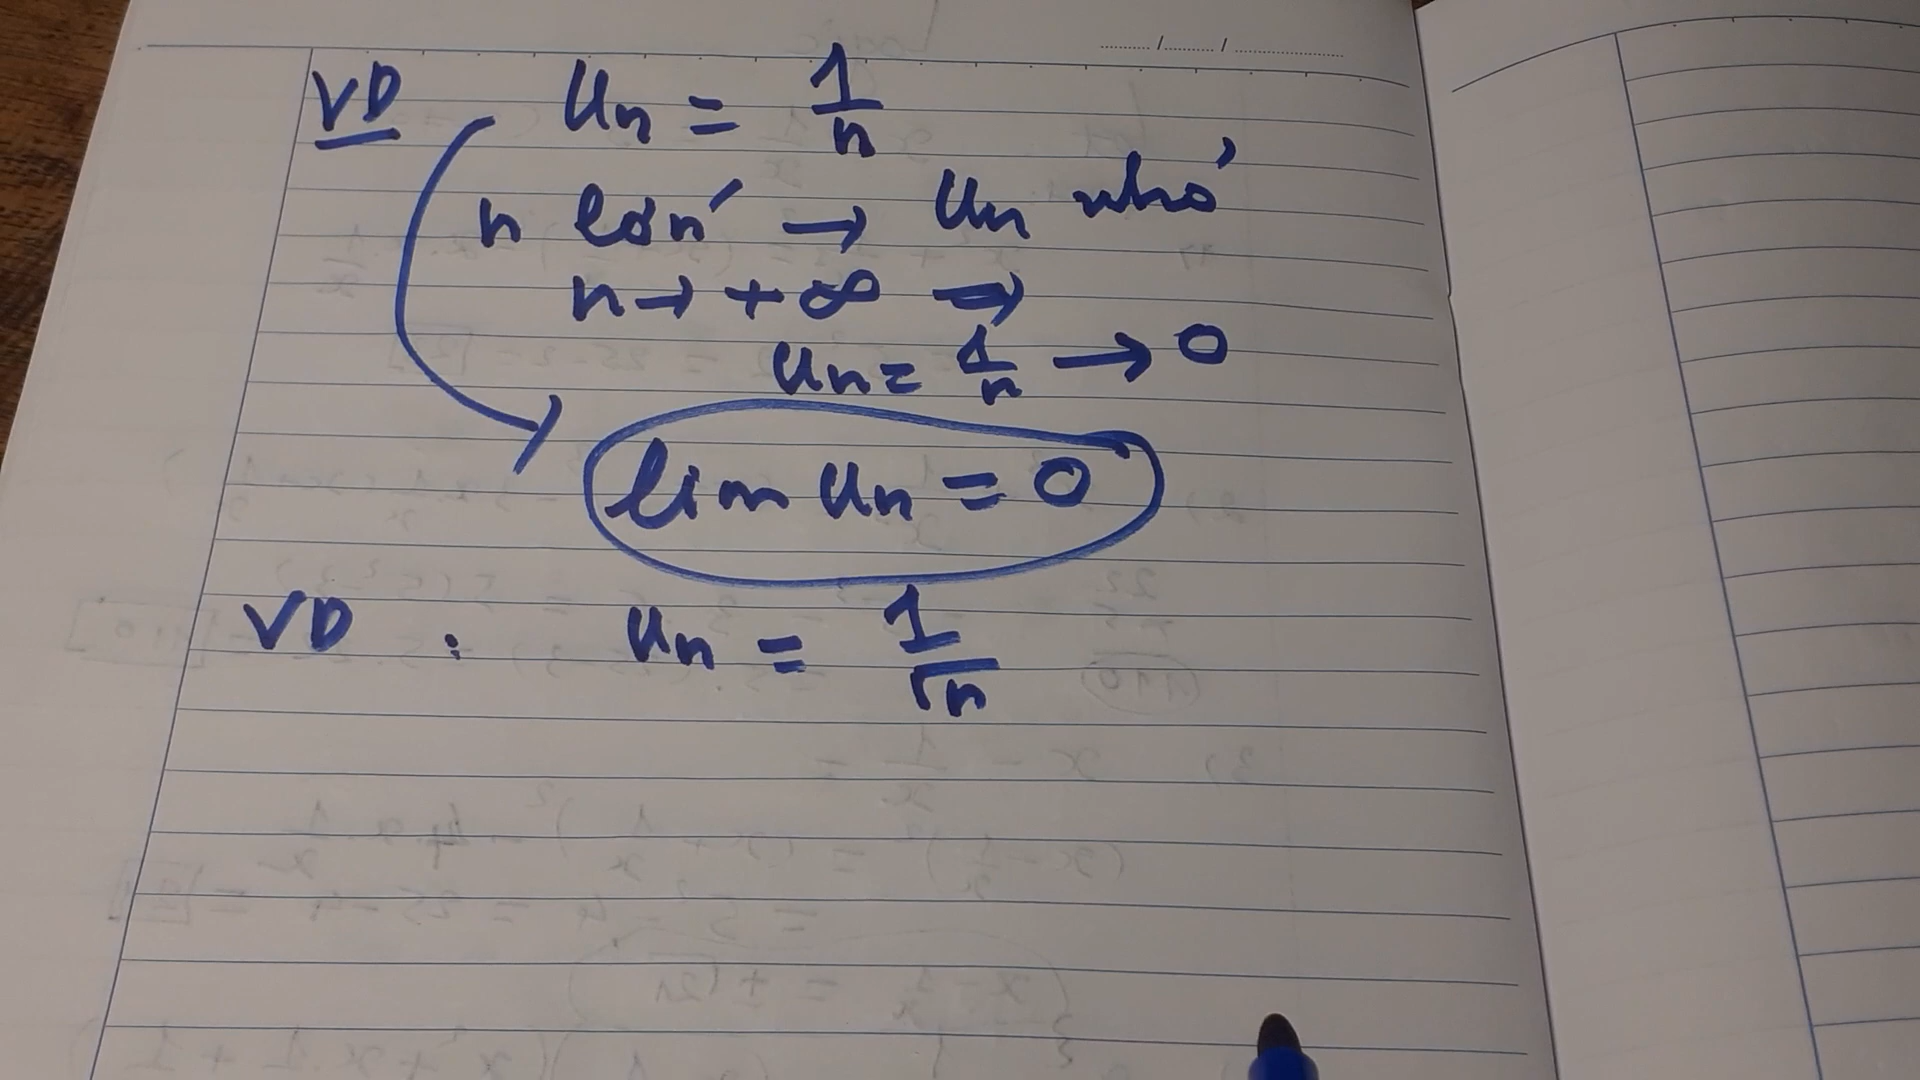 VD Un = 1/n
n lớn → Un nhỏ
n → + ∞ ⇒
Un = 1/n → 0
lim Un = 0
VD : Un = 1/√n